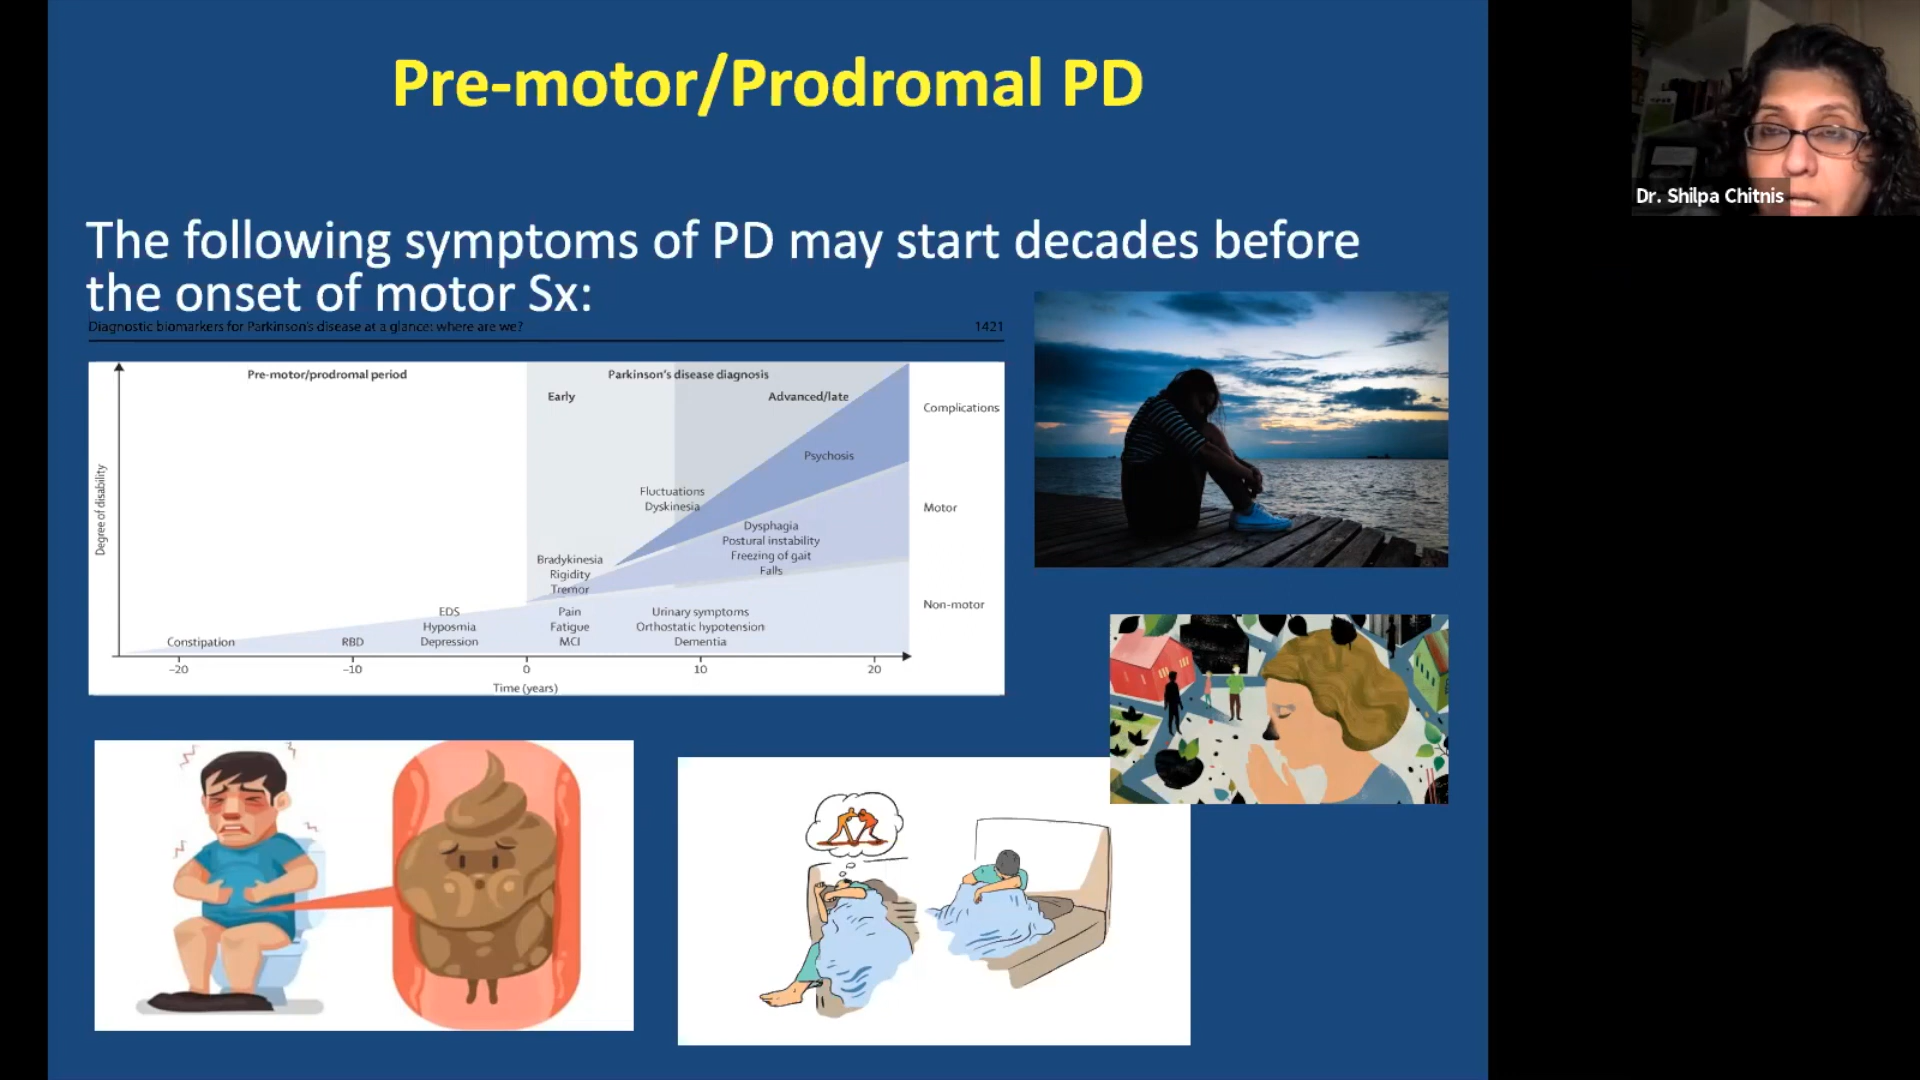 Pre-motor/Prodromal PD
Dr. Shilpa Chitnis
The following symptoms of PD may start decades before
the onset of motor Sx:
Diagnostic biomarkers for Parkinson's disease at a glance: where are we?
1421
Pre-motor/prodromal period
Parkinson's disease diagnosis
Early
Advanced/late
Complications
Psychosis
Fluctuations
Dyskinesia
Motor
Dysphagia
Postural instability
Freezing of gait
Falls
Bradykinesia
Rigidity
Tremor
Non-motor
EDS
Hyposmia
Depression
Pain
Fatigue
MCI
Urinary symptoms
Orthostatic hypotension
Dementia
Constipation
RBD
Degree of disability
–20
–10
0
10
20
Time (years)